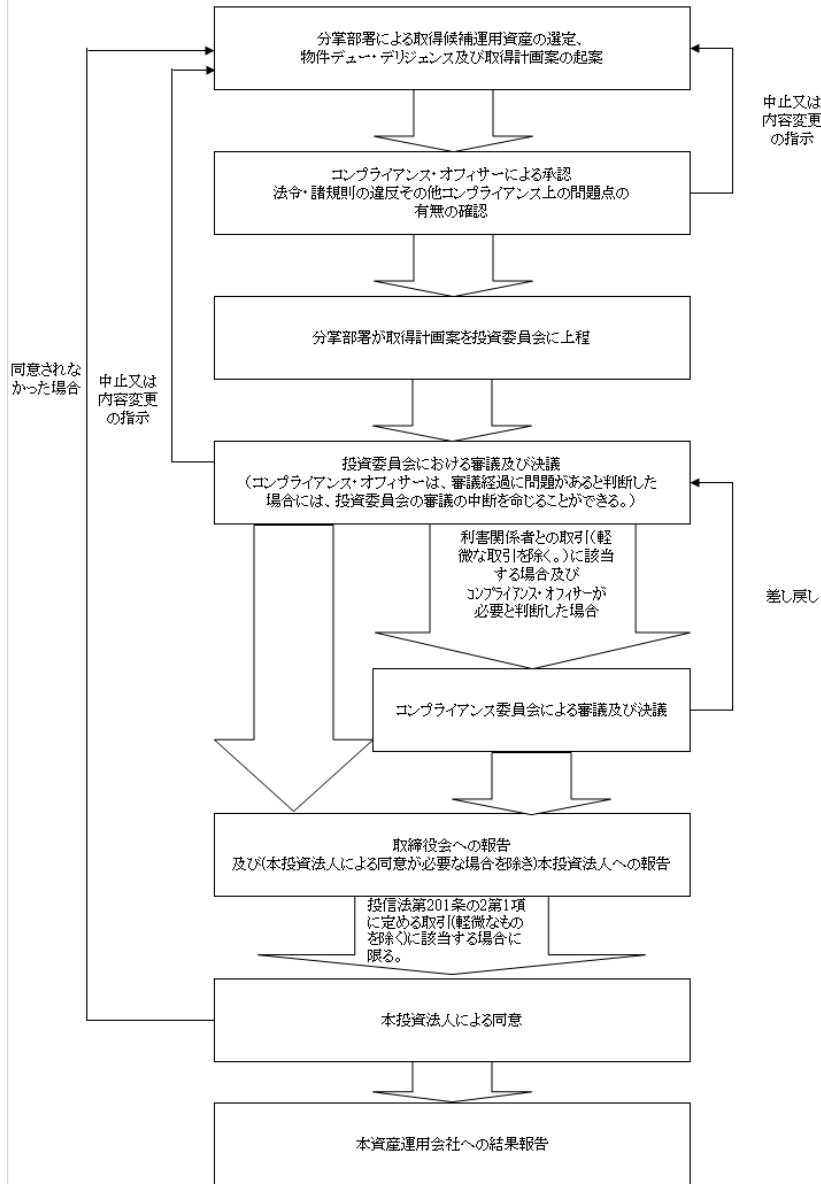 分掌部署による取得候補運用資産の選定、
物件デュー・デリジェンス及び取得計画案の起案
中止又は
内容変更
の指示
コンプライアンス・オフィサーによる承認
法令・諸規則の違反その他コンプライアンス上の問題点の
有無の確認
分掌部署が取得計画案を投資委員会に上程
同意されな
かった場合
中止又は
内容変更
の指示
投資委員会における審議及び決議
(コンプライアンス・オフィサーは、審議経過に問題があると判断した
場合には、投資委員会の審議の中断を命じることができる。)
利害関係者との取引(軽
微な取引を除く。)に該当
する場合及び
コンプライアンス・オフィサーが
必要と判断した場合
差し戻し
コンプライアンス委員会による審議及び決議
取締役会への報告
及び(本投資法人による同意が必要な場合を除き)本投資法人への報告
投信法第201条の2第1項
に定める取引(軽微なもの
を除く)に該当する場合に
限る。
本投資法人による同意
本資産運用会社への結果報告